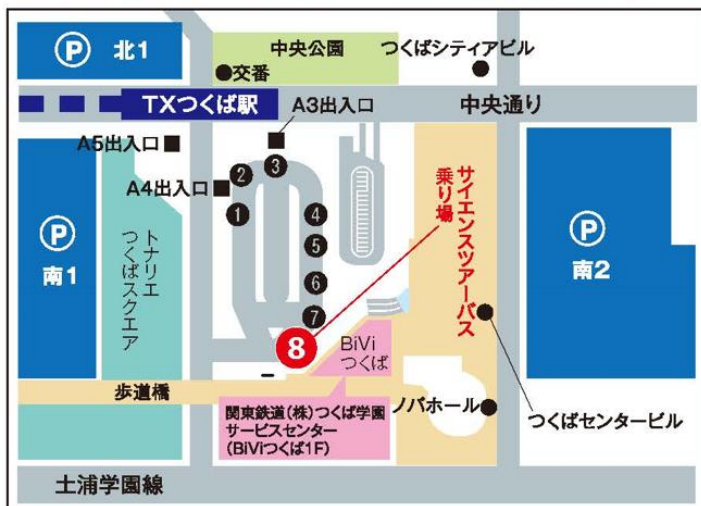 P 北1
中央公園
つくばシティアビル
交番
TXつくば駅
A3出入口
中央通り
A5出入口
A4出入口
1
2
3
4
5
6
7
8
P
南1
トナリエ
つくばスクエア
サイエンスツアーバス
乗り場
P
南2
BiVi
つくば
歩道橋
関東鉄道(株)つくば学園
サービスセンター
(BiViつくば1F)
ノバホール
つくばセンタービル
土浦学園線